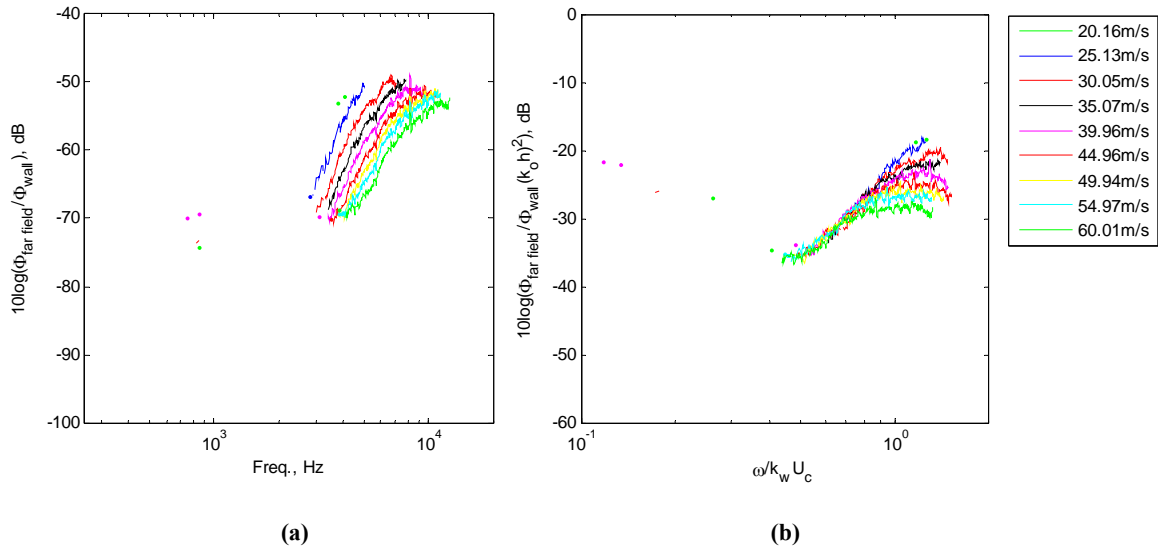 -40
-50
-60
-70
-80
-90
-100
10log(Φfar field/Φwall), dB
10³
10⁴
Freq., Hz
(a)
0
-10
-20
-30
-40
-50
-60
10log(Φfar field/Φwall(kₒh)²), dB
10⁻¹
10⁰
ω/k_wU_c
(b)
20.16m/s
25.13m/s
30.05m/s
35.07m/s
39.96m/s
44.96m/s
49.94m/s
54.97m/s
60.01m/s